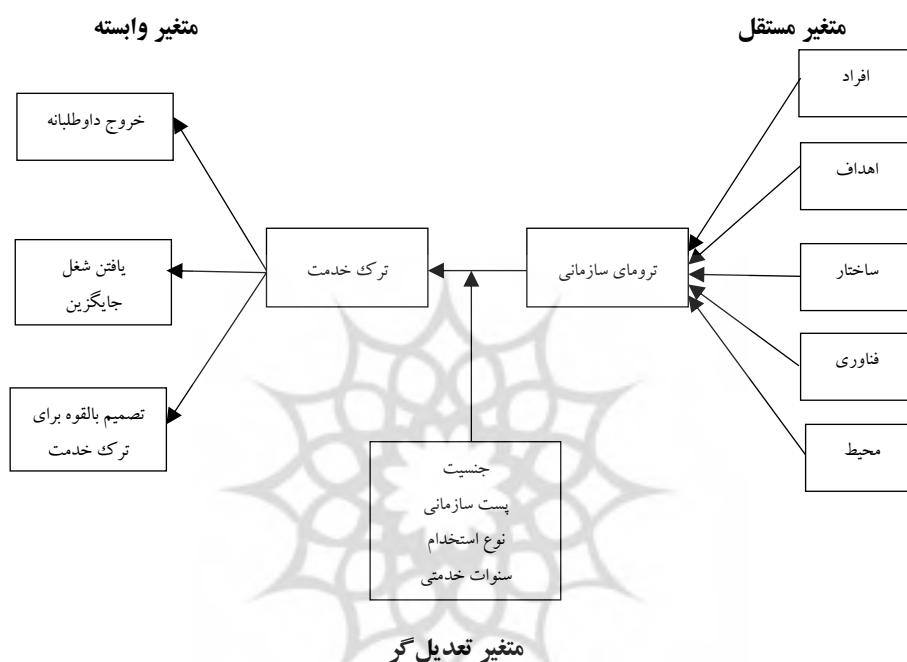 متغیر مستقل
متغیر وابسته
افراد
اهداف
ساختار
فناوری
محیط
ترومای سازمانی
ترک خدمت
خروج داوطلبانه
یافتن شغل
جایگزین
تصمیم بالقوه برای
ترک خدمت
جنسیت
پست سازمانی
نوع استخدام
سنوات خدمتی
متغیر تعدیل‌گر